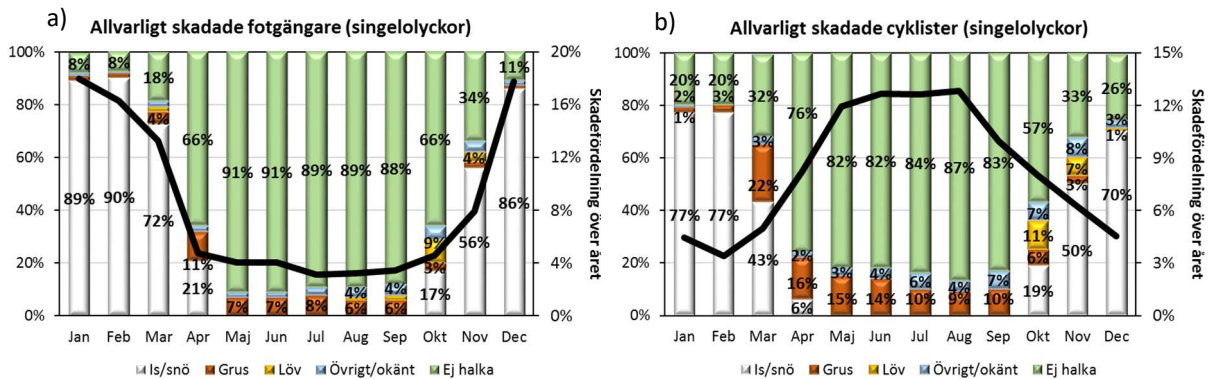 a)
Allvarligt skadade fotgängare (singelolyckor)
100%
80%
60%
40%
20%
0%
20%
16%
12%
8%
4%
0%
Skadefördelning över året
8% 8% 18% 66% 91% 91% 89% 89% 88% 66% 34% 11%
4% 11% 7% 7% 8% 4% 6% 4% 6% 9% 3% 4%
89% 90% 72% 21% 17% 56% 86%
Jan Feb Mar Apr Maj Jun Jul Aug Sep Okt Nov Dec
Is/snö Grus Löv Övrigt/okänt Ej halka
b)
Allvarligt skadade cyklister (singelolyckor)
100%
80%
60%
40%
20%
0%
15%
12%
9%
6%
3%
0%
Skadefördelning över året
20% 20% 32% 76% 82% 82% 84% 87% 83% 57% 33% 26%
2% 3% 3% 2% 3% 4% 6% 4% 7% 7% 8% 3%
11% 7%
1% 22% 16% 15% 14% 10% 9% 10% 6% 3% 1%
77% 77% 43% 6% 19% 50% 70%
Jan Feb Mar Apr Maj Jun Jul Aug Sep Okt Nov Dec
Is/snö Grus Löv Övrigt/okänt Ej halka